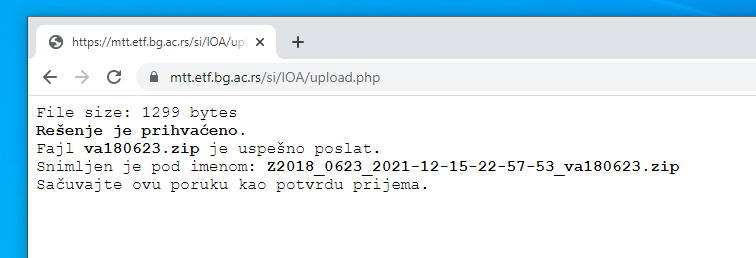 https://mtt.etf.bg.ac.rs/si/IOA/upl
mtt.etf.bg.ac.rs/si/IOA/upload.php
File size: 1299 bytes
Rešenje je prihvaćeno.
Fajl va180623.zip je uspešno poslat.
Snimljen je pod imenom: Z2018_0623_2021-12-15-22-57-53_va180623.zip
Sačuvajte ovu poruku kao potvrdu prijema.